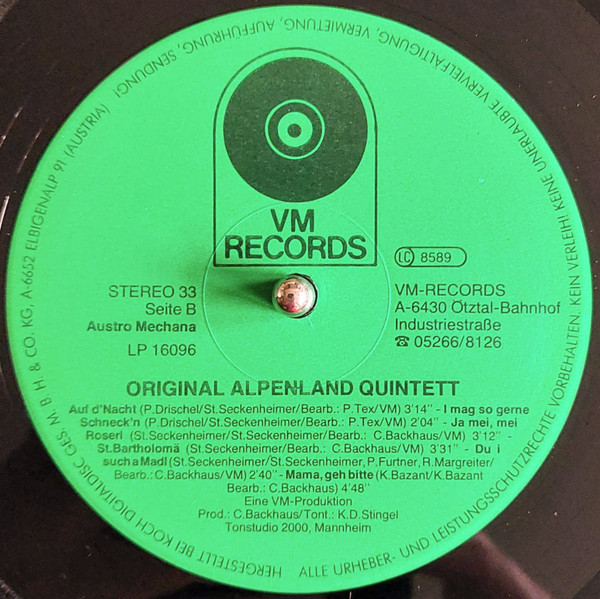 VM
RECORDS
LC 8589
STEREO 33
Seite B
Austro Mechana
LP 16096
VM-RECORDS
A-6430 Ötztal-Bahnhof
Industriestraße
☎ 05266/8126
ORIGINAL ALPENLAND QUINTETT
Auf d'Nacht (P.Drischel/St.Seckenheimer/Bearb.: P.Tex/VM) 3'14" - I mag so gerne
Schneck'n (P.Drischel/St.Seckenheimer/Bearb.: P.Tex/VM) 2'04" - Ja mei, mei
Roserl (St.Seckenheimer/St.Seckenheimer/Bearb.: C.Backhaus/VM) 3'12" -
St.Bartholomä (St.Seckenheimer/Bearb.: C.Backhaus/VM) 3'31" - Du i
such a Madl (St.Seckenheimer/St.Seckenheimer, P.Furtner, R.Margreiter/
Bearb.: C.Backhaus/VM) 2'40" - Mama, geh bitte (K.Bazant/K.Bazant
Bearb.: C.Backhaus) 4'48"
Eine VM-Produktion
Prod.: C.Backhaus/Tont.: K.D.Stingel
Tonstudio 2000, Mannheim
HERGESTELLT BEI KOCH DIGITALDISC GES. M B H & CO. KG, A-6652 ELBIGENALP 91 (AUSTRIA)
ALLE URHEBER- UND LEISTUNGSSCHUTZRECHTE VORBEHALTEN. KEIN VERLEIH! KEINE UNERLAUBTE VERVIELFÄLTIGUNG, VERMIETUNG, AUFFÜHRUNG, SENDUNG!